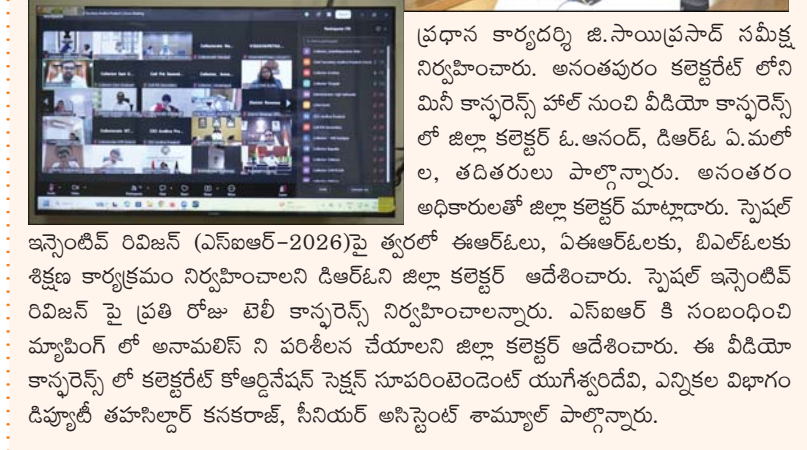 ప్రధాన కార్యదర్శి జి.సాయిప్రసాద్ సమీక్ష
నిర్వహించారు. అనంతపురం కలెక్టరేట్ లోని
మినీ కాన్ఫరెన్స్ హాల్ నుంచి వీడియో కాన్ఫరెన్స్
లో జిల్లా కలెక్టర్ ఓ.ఆనంద్, డిఆర్ఓ ఏ.మలో
ల, తదితరులు పాల్గొన్నారు. అనంతరం
అధికారులతో జిల్లా కలెక్టర్ మాట్లాడారు. స్పెషల్
ఇన్సెంటివ్ రివిజన్ (ఎస్ఐఆర్-2026)పై త్వరలో ఈఆర్ఓలు, ఏఈఆర్ఓలకు, బిఎల్ఓలకు
శిక్షణ కార్యక్రమం నిర్వహించాలని డిఆర్ఓని జిల్లా కలెక్టర్ ఆదేశించారు. స్పెషల్ ఇన్సెంటివ్
రివిజన్ పై ప్రతి రోజు టెలీ కాన్ఫరెన్స్ నిర్వహించాలన్నారు. ఎస్ఐఆర్ కి సంబంధించి
మ్యాపింగ్ లో అనామలిస్ ని పరిశీలన చేయాలని జిల్లా కలెక్టర్ ఆదేశించారు. ఈ వీడియో
కాన్ఫరెన్స్ లో కలెక్టరేట్ కోఆర్డినేషన్ సెక్షన్ సూపరింటెండెంట్ యుగేశ్వరిదేవి, ఎన్నికల విభాగం
డిప్యూటీ తహసిల్దార్ కనకరాజ్, సీనియర్ అసిస్టెంట్ శామ్యూల్ పాల్గొన్నారు.